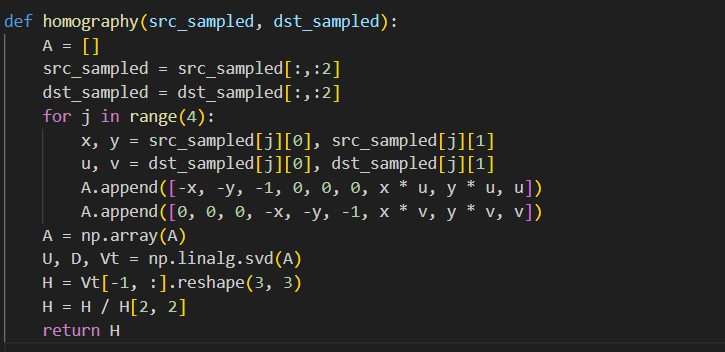 def homography(src_sampled, dst_sampled):
    A = []
    src_sampled = src_sampled[:,:2]
    dst_sampled = dst_sampled[:,:2]
    for j in range(4):
        x, y = src_sampled[j][0], src_sampled[j][1]
        u, v = dst_sampled[j][0], dst_sampled[j][1]
        A.append([-x, -y, -1, 0, 0, 0, x * u, y * u, u])
        A.append([0, 0, 0, -x, -y, -1, x * v, y * v, v])
    A = np.array(A)
    U, D, Vt = np.linalg.svd(A)
    H = Vt[-1, :].reshape(3, 3)
    H = H / H[2, 2]
    return H